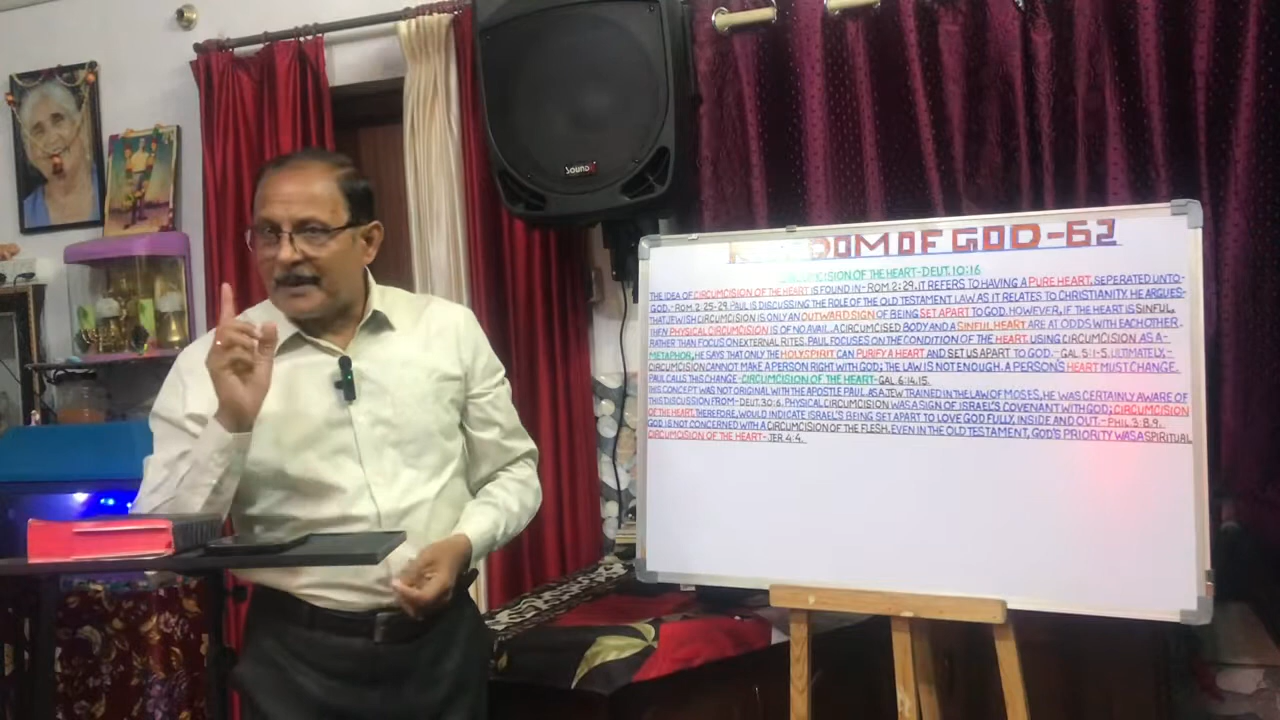 DOM OF GOD-62
CIRCUMCISION OF THE HEART-DEUT.10:16
THE IDEA OF CIRCUMCISION OF THE HEART IS FOUND IN-ROM.2:29. IT REFERS TO HAVING A PURE HEART, SEPERATED UNTO-
GOD.-ROM.2:25-29. PAUL IS DISCUSSING THE ROLE OF THE OLD TESTAMENT LAW AS IT RELATES TO CHRISTIANITY. HE ARGUES-
THAT JEWISH CIRCUMCISION IS ONLY AN OUTWARD SIGN OF BEING SET APART TO GOD. HOWEVER, IF THE HEART IS SINFUL,
THEN PHYSICAL CIRCUMCISION IS OF NO AVAIL. A CIRCUMCISED BODY AND A SINFUL HEART ARE AT ODDS WITH EACH OTHER.
RATHER THAN FOCUS ON EXTERNAL RITES, PAUL FOCUSES ON THE CONDITION OF THE HEART. USING CIRCUMCISION AS A-
METAPHOR, HE SAYS THAT ONLY THE HOLY SPIRIT CAN PURIFY A HEART AND SET US APART TO GOD.-GAL.5:1-5. ULTIMATELY,-
CIRCUMCISION CANNOT MAKE A PERSON RIGHT WITH GOD; THE LAW IS NOT ENOUGH. A PERSON'S HEART MUST CHANGE.
PAUL CALLS THIS CHANGE-CIRCUMCISION OF THE HEART-GAL.6:14,15.
THIS CONCEPT WAS NOT ORIGINAL WITH THE APOSTLE PAUL. AS A JEW TRAINED IN THE LAW OF MOSES, HE WAS CERTAINLY AWARE OF
THIS DISCUSSION FROM-DEUT.30:6. PHYSICAL CIRCUMCISION WAS A SIGN OF ISRAEL'S COVENANT WITH GOD; CIRCUMCISION
OF THE HEART, THEREFORE, WOULD INDICATE ISRAEL'S BEING SET APART TO LOVE GOD FULLY, INSIDE AND OUT.-PHIL.3:8,9.
GOD IS NOT CONCERNED WITH A CIRCUMCISION OF THE FLESH. EVEN IN THE OLD TESTAMENT, GOD'S PRIORITY WAS A SPIRITUAL
CIRCUMCISION OF THE HEART-JER.4:4.